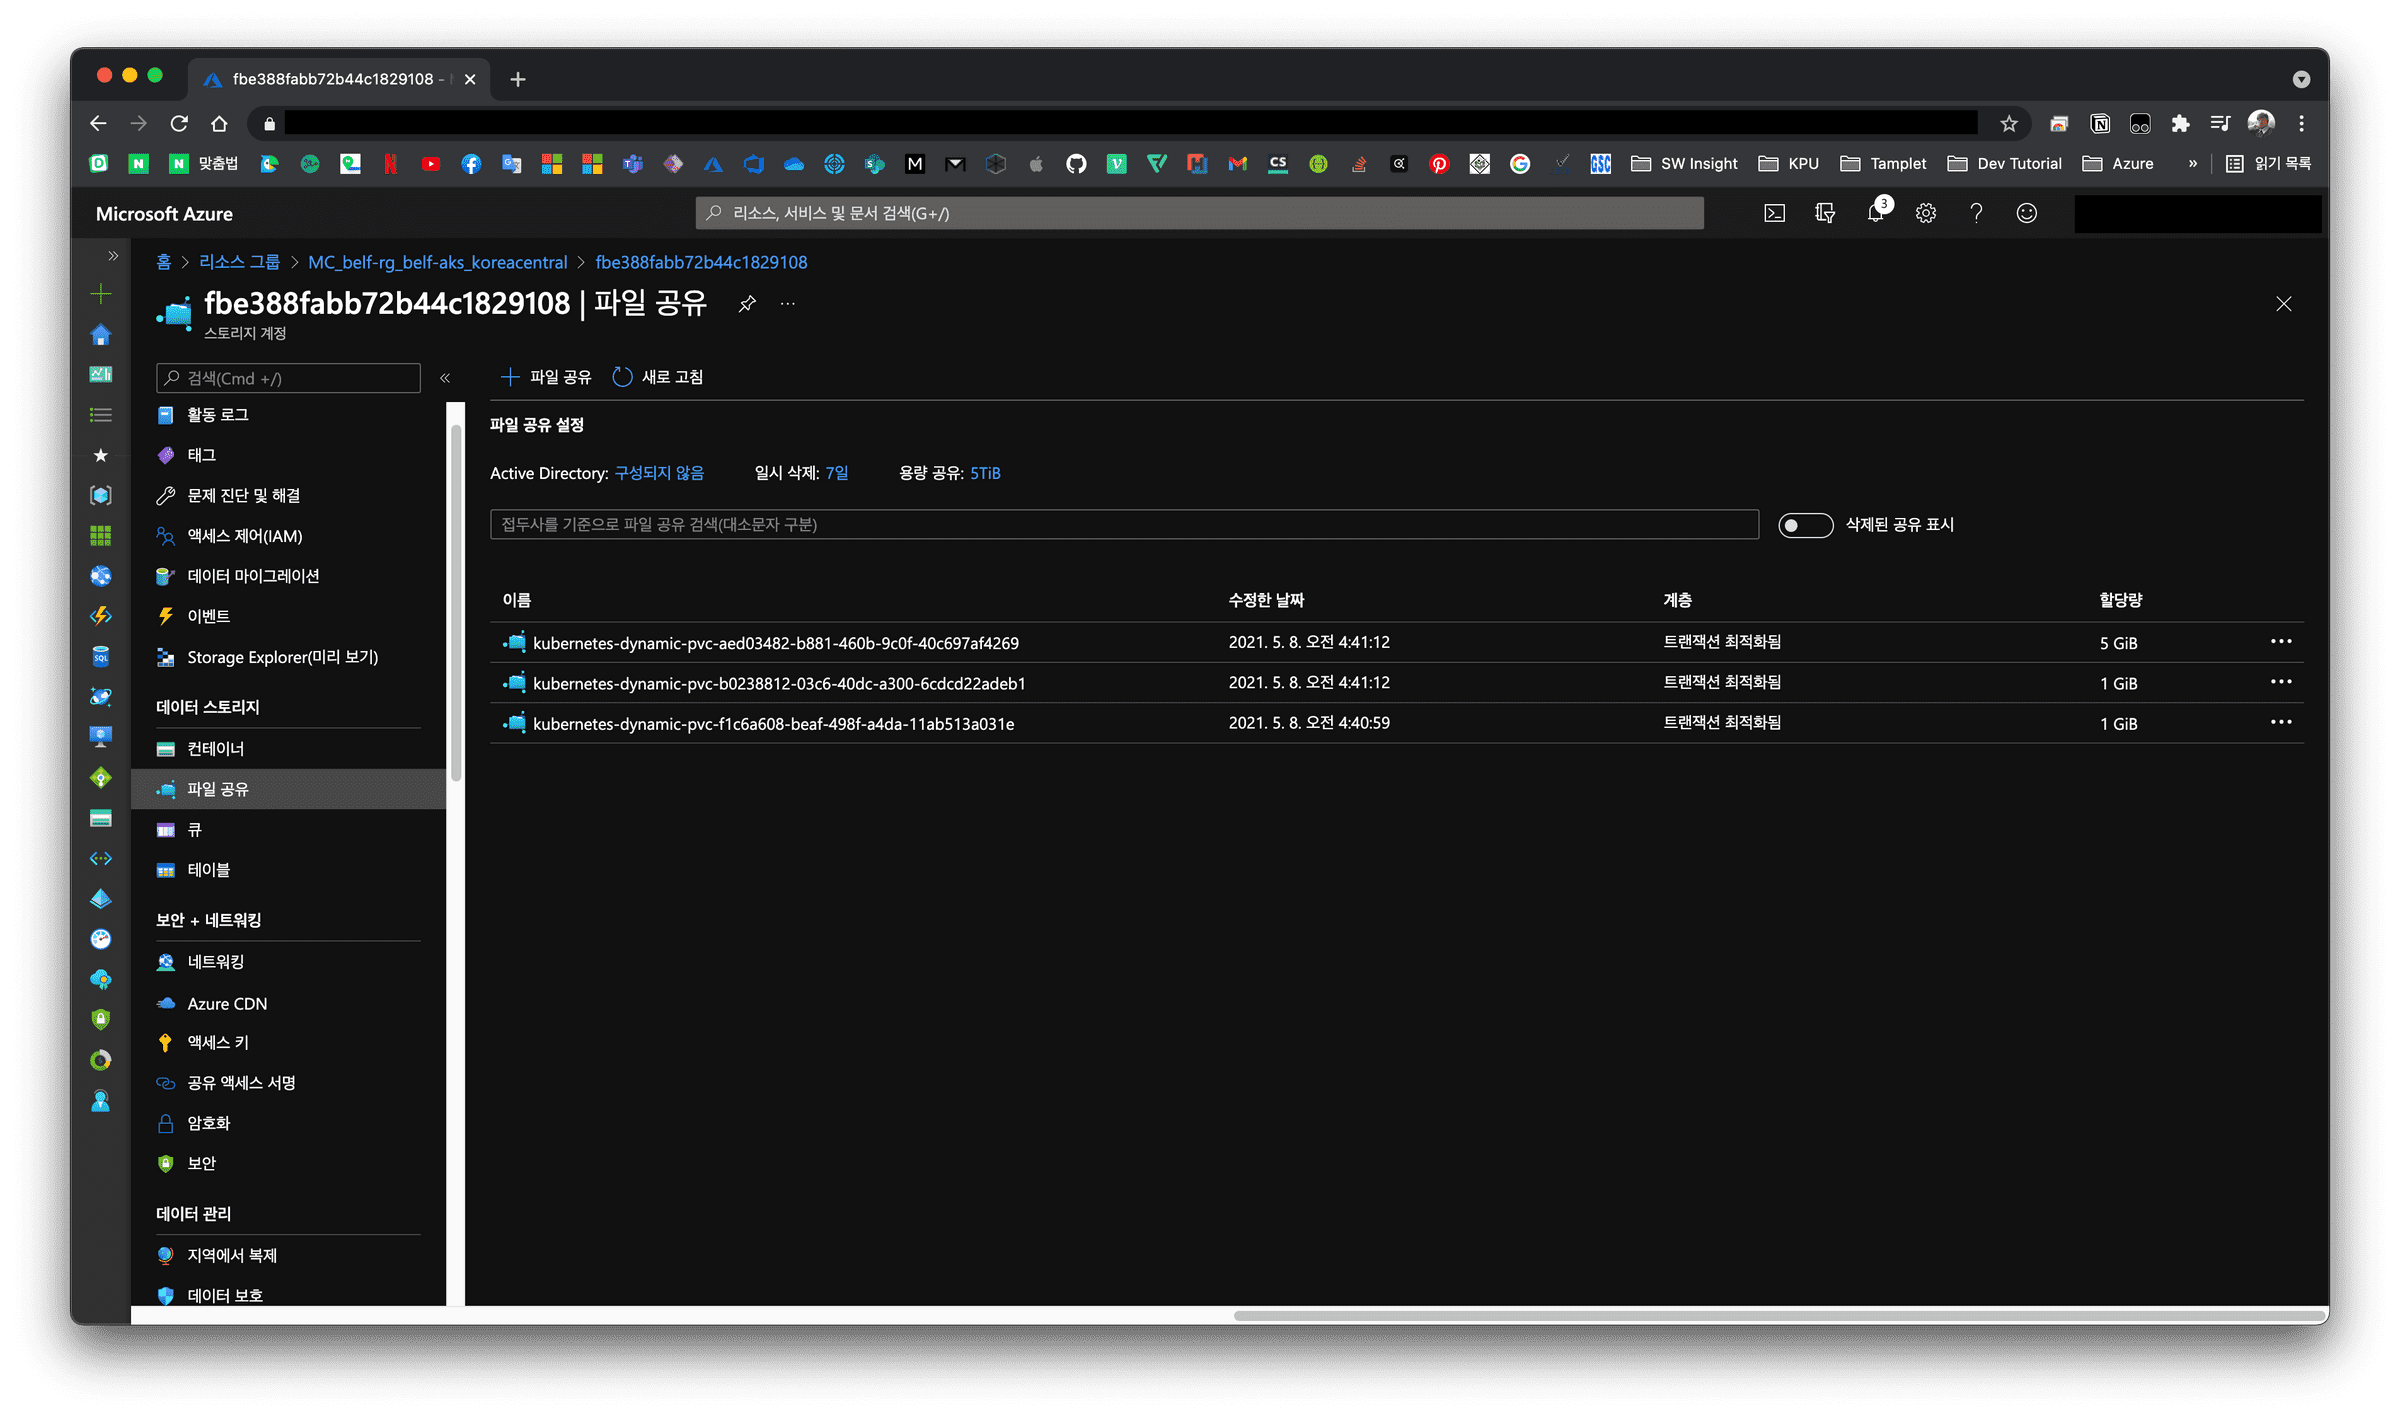 fbe388fabb72b44c1829108 -
맞춤법
SW Insight
KPU
Tamplet
Dev Tutorial
Azure
»
읽기 목록
Microsoft Azure
리소스, 서비스 및 문서 검색(G+/)
3
홈 > 리소스 그룹 > MC_belf-rg_belf-aks_koreacentral > fbe388fabb72b44c1829108
fbe388fabb72b44c1829108 | 파일 공유
스토리지 계정
검색(Cmd +/)
활동 로그
태그
문제 진단 및 해결
액세스 제어(IAM)
데이터 마이그레이션
이벤트
Storage Explorer(미리 보기)
데이터 스토리지
컨테이너
파일 공유
큐
테이블
보안 + 네트워킹
네트워킹
Azure CDN
액세스 키
공유 액세스 서명
암호화
보안
데이터 관리
지역에서 복제
데이터 보호
파일 공유 새로 고침
파일 공유 설정
Active Directory: 구성되지 않음 일시 삭제: 7일 용량 공유: 5TiB
접두사를 기준으로 파일 공유 검색(대소문자 구분)
삭제된 공유 표시
이름 수정한 날짜 계층 할당량
kubernetes-dynamic-pvc-aed03482-b881-460b-9c0f-40c697af4269 2021. 5. 8. 오전 4:41:12 트랜잭션 최적화됨 5 GiB
kubernetes-dynamic-pvc-b0238812-03c6-40dc-a300-6cdcd22adeb1 2021. 5. 8. 오전 4:41:12 트랜잭션 최적화됨 1 GiB
kubernetes-dynamic-pvc-f1c6a608-beaf-498f-a4da-11ab513a031e 2021. 5. 8. 오전 4:40:59 트랜잭션 최적화됨 1 GiB